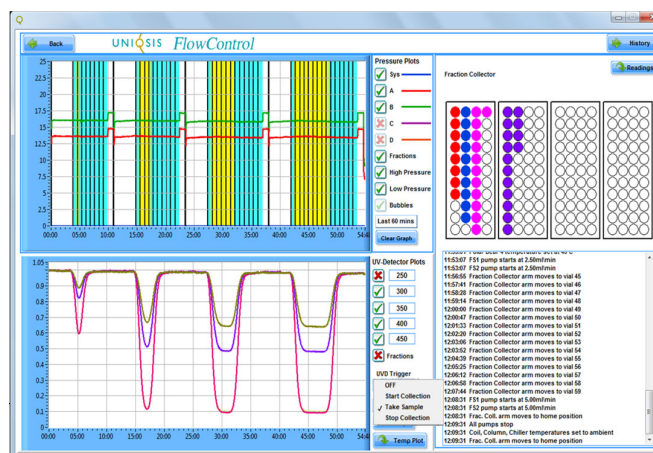 Back
UNIQSIS FlowControl
History
25
22.5
20
17.5
15
12.5
10
7.5
5
2.5
0
00:00 05:00 10:00 15:00 20:00 25:00 30:00 35:00 40:00 45:00 50:00 54:4
Pressure Plots
Sys
A
B
C
D
Fractions
High Pressure
Low Pressure
Bubbles
Last 60 mins
Clear Graph
Readings
Fraction Collector
1.05
0.9
0.8
0.7
0.6
0.5
0.4
0.3
0.2
0.1
0
00:00 05:00 10:00 15:00 20:00 25:00 30:00 35:00 40:00 45:00 50:00 54:4
UV-Detector Plots
250
300
350
400
450
Fractions
UVD Trigger
OFF
Start Collection
Take Sample
Stop Collection
Temp Plot
11:53:07 FS1 pump starts at 2.50ml/min
11:53:07 FS2 pump starts at 2.50ml/min
11:56:55 Fraction Collector arm moves to vial 45
11:57:41 Fraction Collector arm moves to vial 46
11:58:28 Fraction Collector arm moves to vial 47
11:59:14 Fraction Collector arm moves to vial 48
12:00:00 Fraction Collector arm moves to vial 49
12:00:47 Fraction Collector arm moves to vial 50
12:01:33 Fraction Collector arm moves to vial 51
12:02:20 Fraction Collector arm moves to vial 52
12:03:06 Fraction Collector arm moves to vial 53
12:03:52 Fraction Collector arm moves to vial 54
12:04:39 Fraction Collector arm moves to vial 55
12:05:25 Fraction Collector arm moves to vial 56
12:06:12 Fraction Collector arm moves to vial 57
12:06:58 Fraction Collector arm moves to vial 58
12:07:44 Fraction Collector arm moves to vial 59
12:08:31 FS1 pump starts at 5.00ml/min
12:08:31 FS2 pump starts at 5.00ml/min
12:08:31 Frac. Coll. arm moves to home position
12:09:31 All pumps stop
12:09:31 Coil, Column, Chiller temperatures set to ambient
12:09:31 Frac. Coll. arm moves to home position